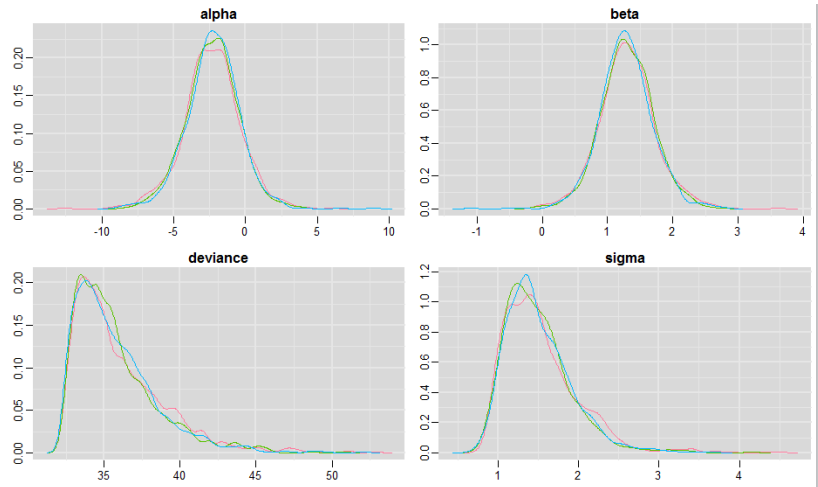 alpha
0.00 0.05 0.10 0.15 0.20
-10 -5 0 5 10
beta
0.0 0.2 0.4 0.6 0.8 1.0
-1 0 1 2 3 4
deviance
0.00 0.05 0.10 0.15 0.20
35 40 45 50
sigma
0.0 0.2 0.4 0.6 0.8 1.0 1.2
1 2 3 4